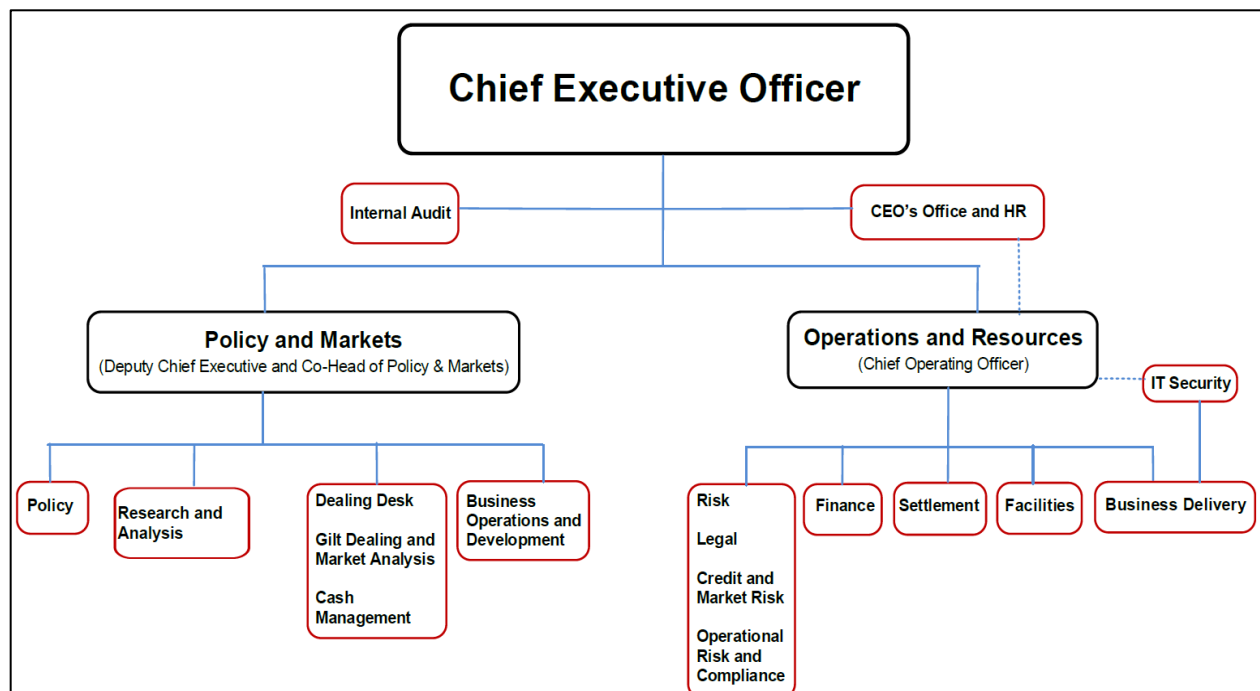 Chief Executive Officer
Internal Audit
CEO's Office and HR
Policy and Markets
(Deputy Chief Executive and Co-Head of Policy & Markets)
Operations and Resources
(Chief Operating Officer)
IT Security
Policy
Research and
Analysis
Dealing Desk
Gilt Dealing and
Market Analysis
Cash
Management
Business
Operations and
Development
Risk
Legal
Credit and
Market Risk
Operational
Risk and
Compliance
Finance
Settlement
Facilities
Business Delivery